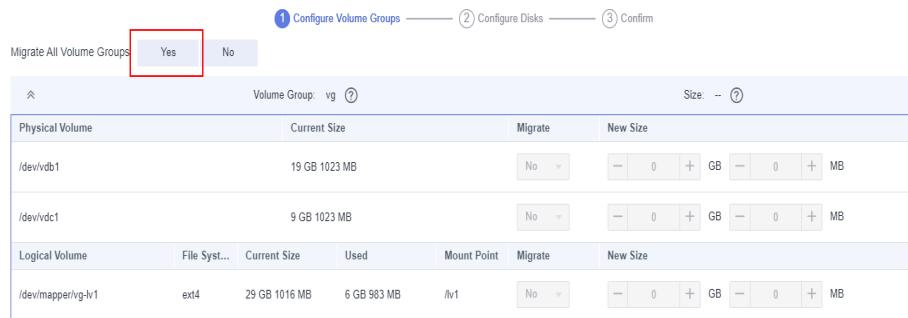 1 Configure Volume Groups 2 Configure Disks 3 Confirm
Migrate All Volume Groups Yes No
Volume Group: vg ? Size: -- ?
Physical Volume Current Size Migrate New Size
/dev/vdb1 19 GB 1023 MB No − 0 + GB − 0 + MB
/dev/vdc1 9 GB 1023 MB No − 0 + GB − 0 + MB
Logical Volume File Syst... Current Size Used Mount Point Migrate New Size
/dev/mapper/vg-lv1 ext4 29 GB 1016 MB 6 GB 983 MB /lv1 No − 0 + GB − 0 + MB